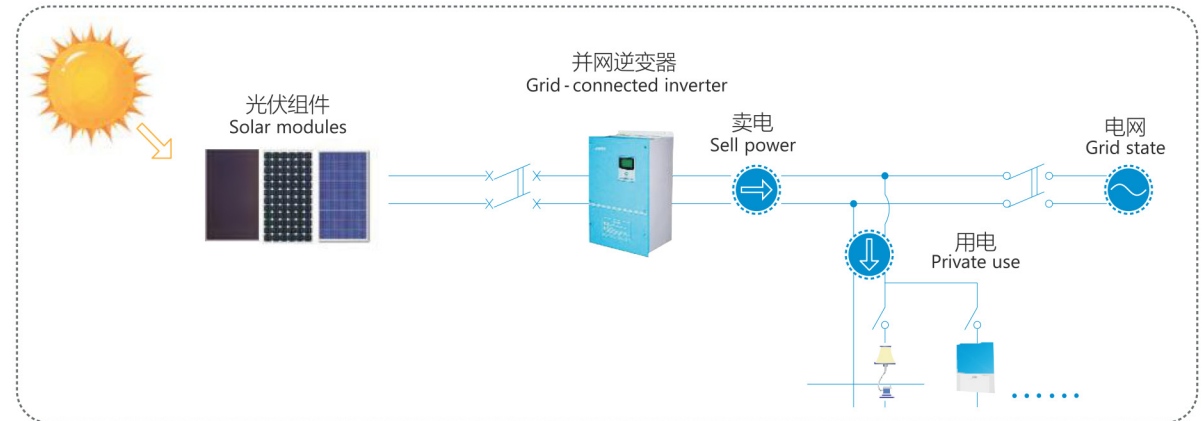 并网逆变器
Grid-connected inverter
光伏组件
Solar modules
卖电
Sell power
电网
Grid state
用电
Private use